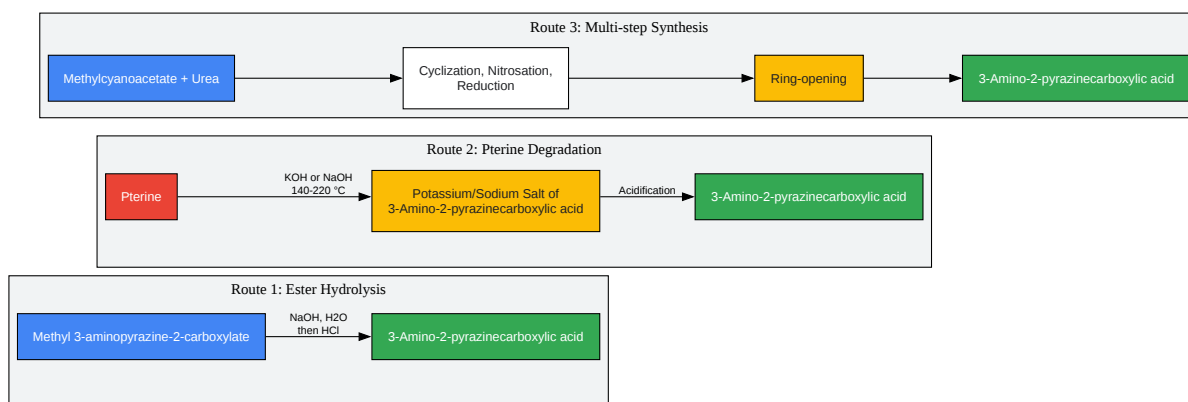 Route 3: Multi-step Synthesis
Methylcyanoacetate + Urea
Cyclization, Nitrosation,
Reduction
Ring-opening
3-Amino-2-pyrazinecarboxylic acid
Route 2: Pterine Degradation
Pterine
KOH or NaOH
140-220 °C
Potassium/Sodium Salt of
3-Amino-2-pyrazinecarboxylic acid
Acidification
3-Amino-2-pyrazinecarboxylic acid
Route 1: Ester Hydrolysis
Methyl 3-aminopyrazine-2-carboxylate
NaOH, H2O
then HCl
3-Amino-2-pyrazinecarboxylic acid